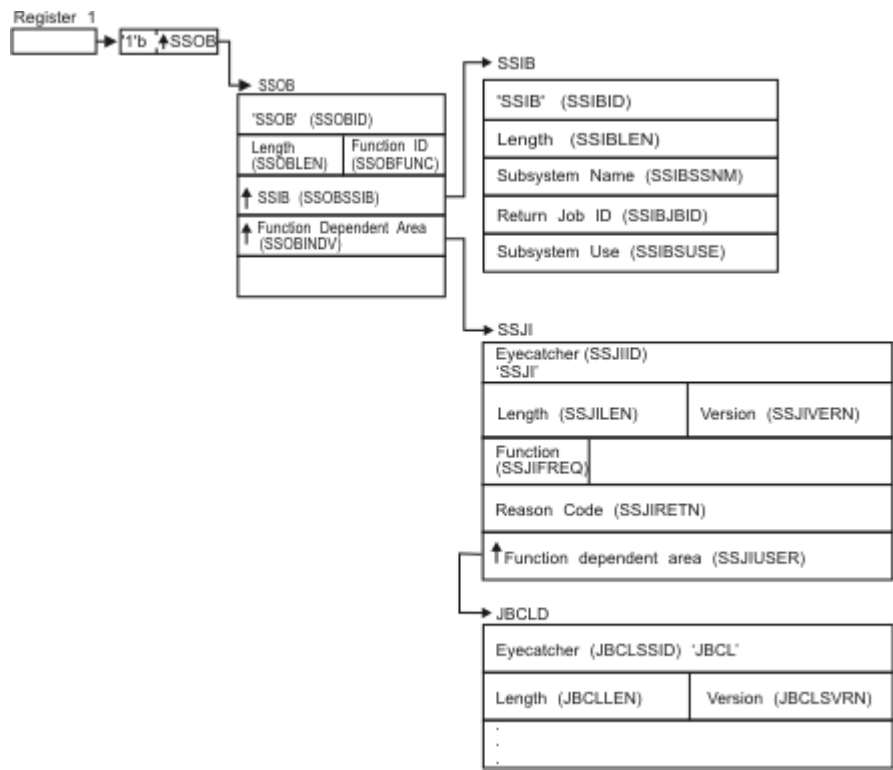 Register 1
'1'b SSOB
SSOB
'SSOB' (SSOBID)
Length
(SSOBLEN)
Function ID
(SSOBFUNC)
SSIB (SSOBSSIB)
Function Dependent Area
(SSOBINDV)
SSIB
"SSIB" (SSIBID)
Length (SSIBLEN)
Subsystem Name (SSIBSSNM)
Return Job ID (SSIBJBID)
Subsystem Use (SSIBSUSE)
SSJI
Eyecatcher (SSJIID)
'SSJI'
Length (SSJILEN)
Version (SSJIVERN)
Function
(SSJIFREQ)
Reason Code (SSJIRETN)
Function dependent area (SSJIUSER)
JBCLD
Eyecatcher (JBCLSSID) 'JBCL'
Length (JBCLLEN)
Version (JBCLSVRN)
.
.
.